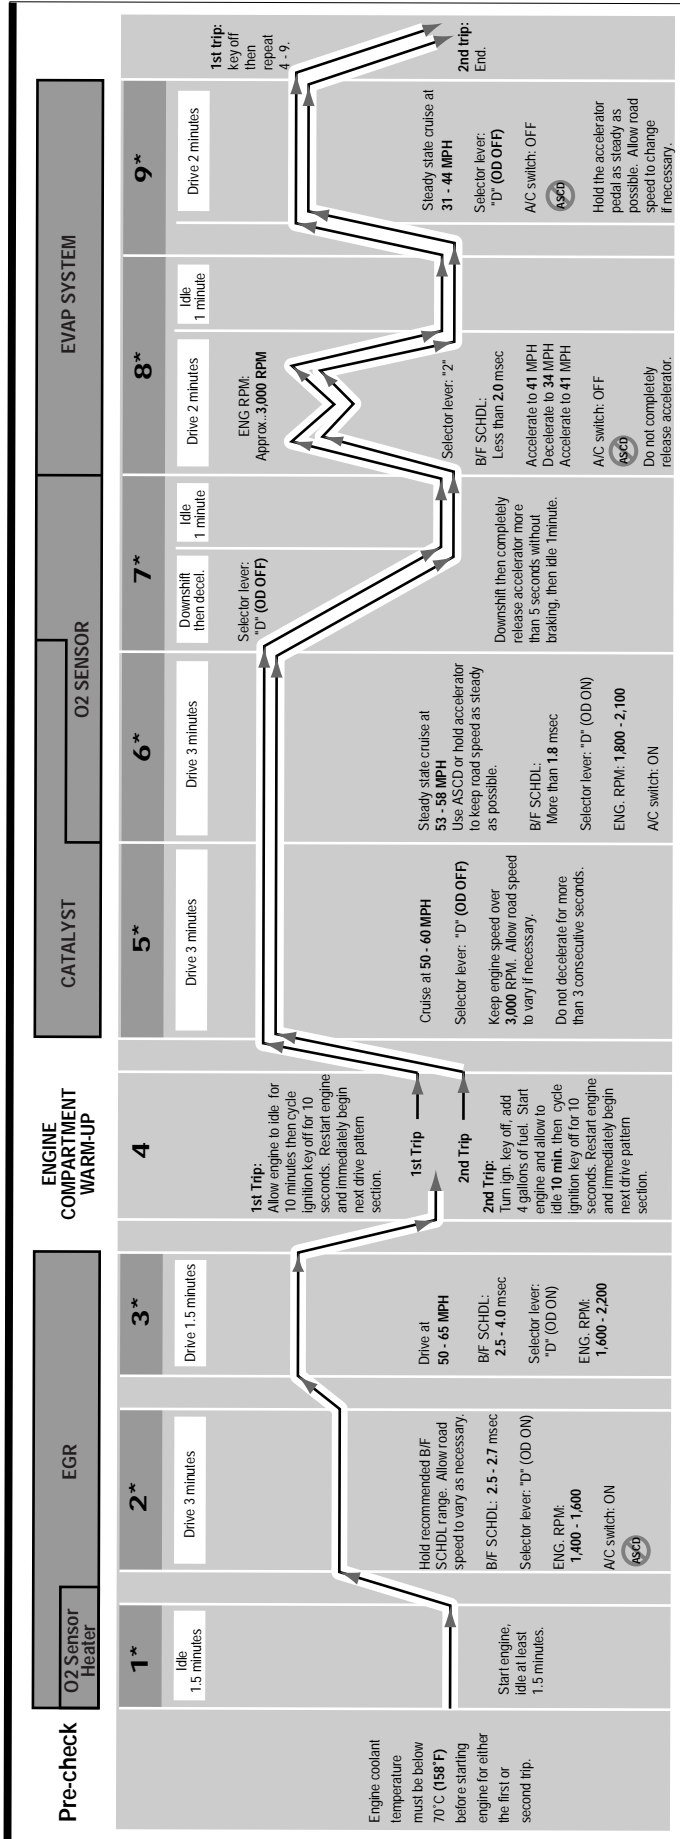 Pre-check
Engine coolant
temperature
must be below
70°C (158°F)
before starting
engine for either
the first or
second trip.
O2 Sensor
Heater
EGR
1*
Idle
1.5 minutes
Start engine,
idle at least
1.5 minutes.
2*
Drive 3 minutes
Hold recommended B/F
SCHDL range. Allow road
speed to vary as necessary.
B/F SCHDL: 2.5 - 2.7 msec
Selector lever: "D" (OD ON)
ENG. RPM:
1,400 - 1,600
A/C switch: ON
ASCD
3*
Drive 1.5 minutes
Drive at
50 - 65 MPH
B/F SCHDL:
2.5 - 4.0 msec
Selector lever:
"D" (OD ON)
ENG. RPM:
1,600 - 2,200
ENGINE
COMPARTMENT
WARM-UP
4
1st Trip:
Allow engine to idle for
10 minutes then cycle
ignition key off for 10
seconds. Restart engine
and immediately begin
next drive pattern
section.
1st Trip
2nd Trip
2nd Trip:
Turn ign. key off, add
4 gallons of fuel. Start
engine and allow to
idle 10 min. then cycle
ignition key off for 10
seconds. Restart engine
and immediately begin
next drive pattern
section.
CATALYST
O2 SENSOR
5*
Drive 3 minutes
Cruise at 50 - 60 MPH
Selector lever: "D" (OD OFF)
Keep engine speed over
3,000 RPM. Allow road speed
to vary if necessary.
Do not decelerate for more
than 3 consecutive seconds.
6*
Drive 3 minutes
Steady state cruise at
53 - 58 MPH
Use ASCD or hold accelerator
to keep road speed as steady
as possible.
B/F SCHDL:
More than 1.8 msec
Selector lever: "D" (OD ON)
ENG. RPM: 1,800 - 2,100
A/C switch: ON
7*
Downshift
then decel.
Idle
1 minute
Selector lever:
"D" (OD OFF)
Downshift then completely
release accelerator more
than 5 seconds without
braking, then idle 1minute.
EVAP SYSTEM
8*
Drive 2 minutes
Idle
1 minute
ENG RPM:
Approx..3,000 RPM
Selector lever: "2"
B/F SCHDL:
Less than 2.0 msec
Accelerate to 41 MPH
Decelerate to 34 MPH
Accelerate to 41 MPH
A/C switch: OFF
ASCD
Do not completely
release accelerator.
9*
Drive 2 minutes
Steady state cruise at
31 - 44 MPH
Selector lever:
"D" (OD OFF)
A/C switch: OFF
ASCD
Hold the accelerator
pedal as steady as
possible. Allow road
speed to change
if necessary.
1st trip:
key off
then
repeat
4 - 9.
2nd trip:
End.